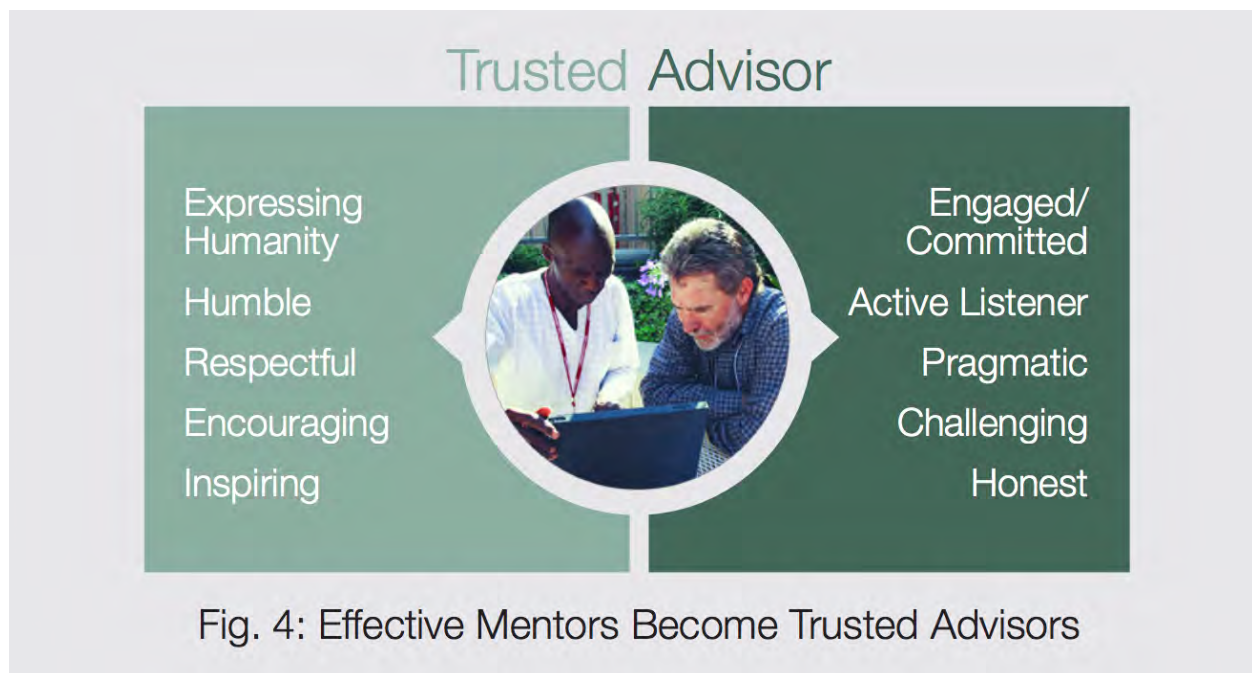 Trusted Advisor
Expressing
Humanity
Humble
Respectful
Encouraging
Inspiring
Engaged/
Committed
Active Listener
Pragmatic
Challenging
Honest
Fig. 4: Effective Mentors Become Trusted Advisors